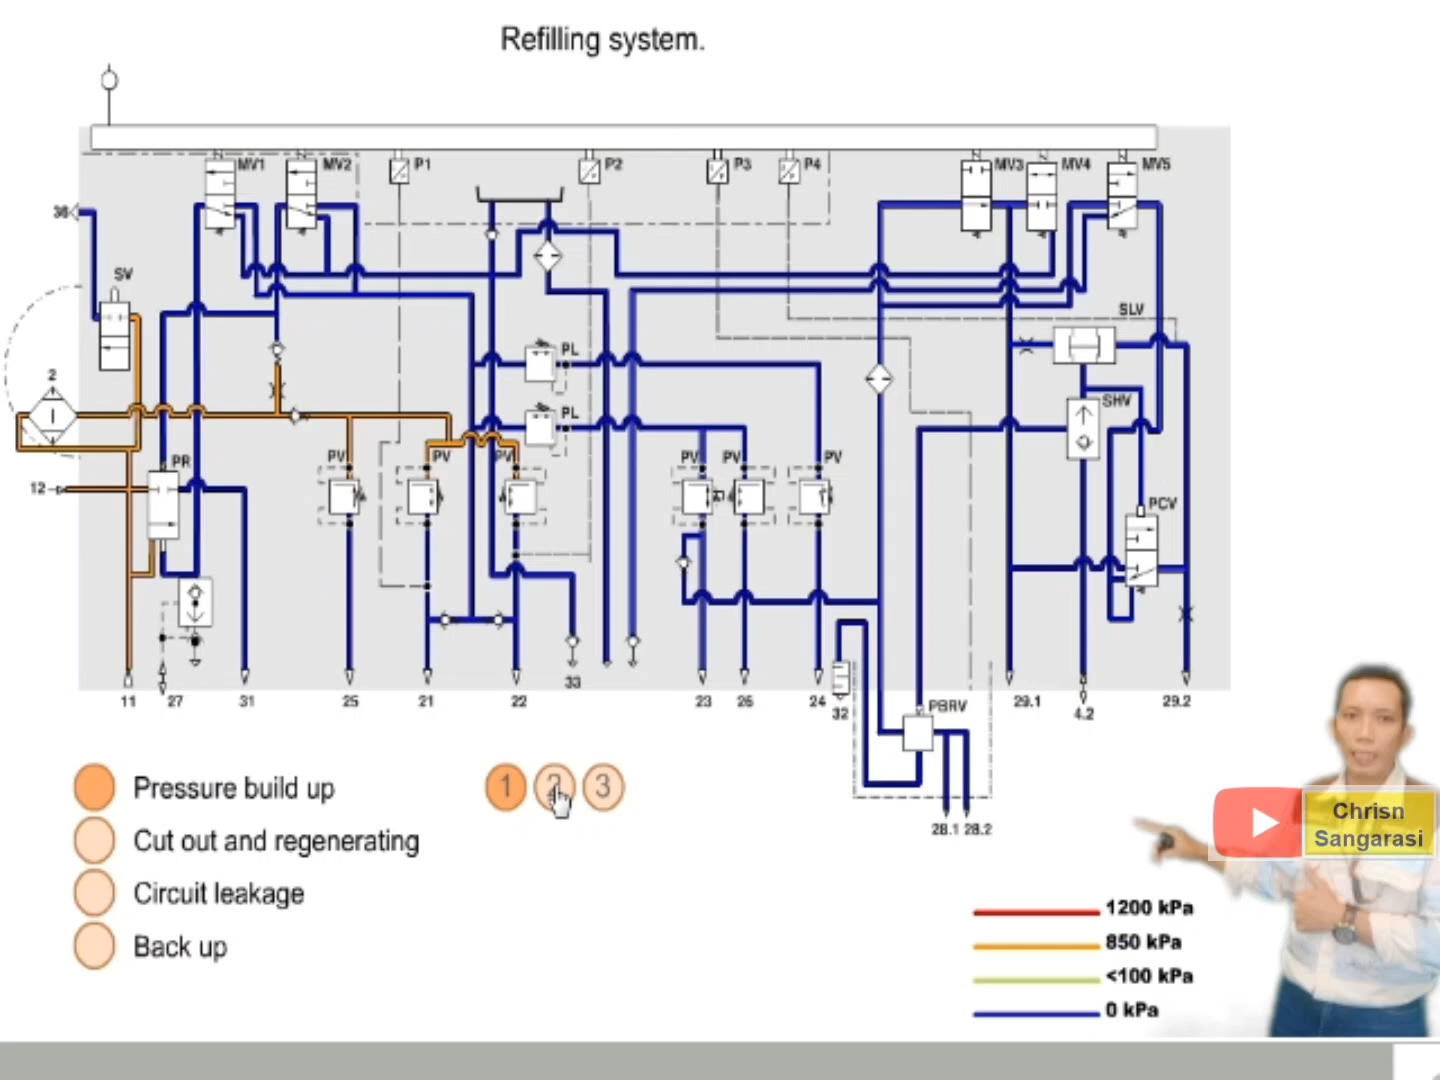 Refilling system.
MV1
MV2
P1
P2
P3
P4
MV3
MV4
MV5
36
SV
SLV
2
PL
SHV
PL
PR
PV
PV
PV
PV
PV
PV
12
PCV
33
11
27
31
25
21
22
23
26
24
32
29.1
4.2
29.2
PBRV
28.1 28.2
Pressure build up
1 2 3
Cut out and regenerating
Circuit leakage
Back up
Chrisn
Sangarasi
1200 kPa
850 kPa
<100 kPa
0 kPa